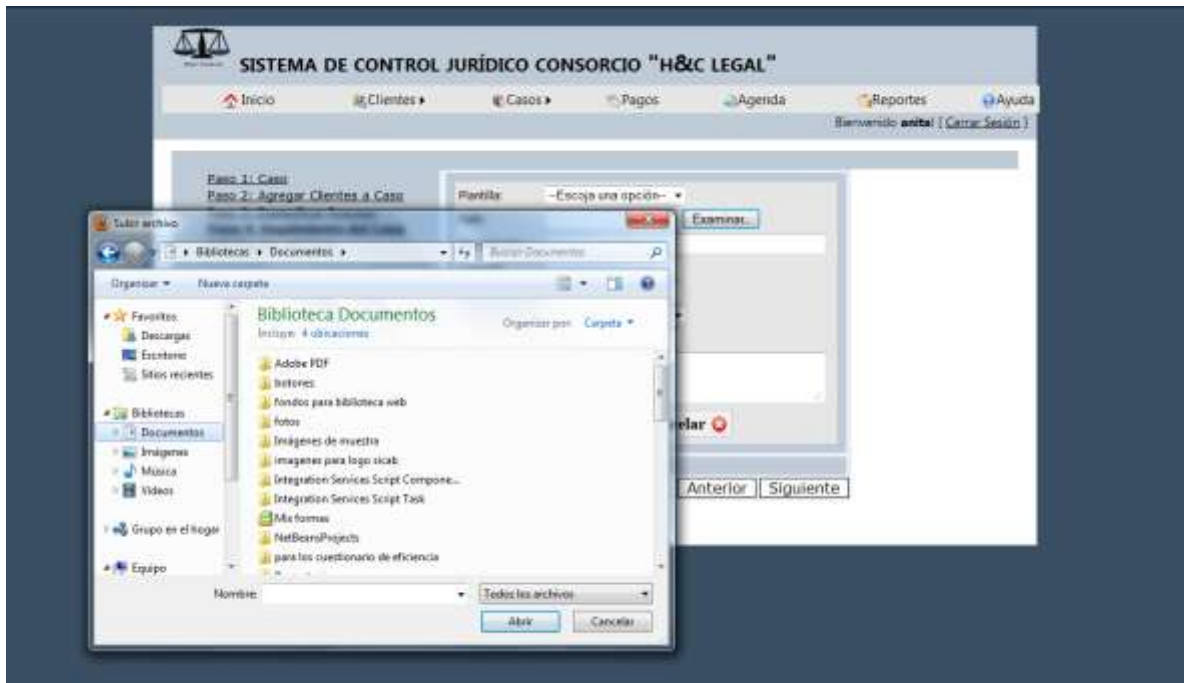 SISTEMA DE CONTROL JURÍDICO CONSORCIO "H&C LEGAL"
Inicio Clientes Casos Pagos Agenda Reportes Ayuda
Bienvenido anita! [ Cerrar Sesión ]
Paso 1: Caso
Paso 2: Agregar Clientes a Caso
Plantilla: --Escoja una opción--
Examinar...
Subir archivo
Bibliotecas Documentos
Buscar Documentos
Organizar Nueva carpeta
Favoritos
Descargas
Escritorio
Sitios recientes
Bibliotecas
Documentos
Imágenes
Música
Vídeos
Grupo en el hogar
Equipo
Biblioteca Documentos
Incluye: 4 ubicaciones
Organizar por: Carpeta
Adobe PDF
botones
fondos para biblioteca web
fotos
Imágenes de muestra
imagenes para logo sicab
Integration Services Script Compone...
Integration Services Script Task
Mis formas
NetBeansProjects
para los cuestionario de eficiencia
Nombre:
Todos los archivos
Abrir Cancelar
elar
Anterior Siguiente